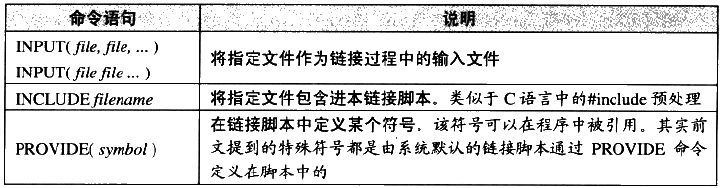 命令语句 说明
INPUT( file, file, … )
INPUT( file file … )
将指定文件作为链接过程中的输入文件
INCLUDE filename 将指定文件包含进本链接脚本。类似于 C 语言中的#include 预处理
PROVIDE( symbol ) 在链接脚本中定义某个符号，该符号可以在程序中被引用。其实前
文提到的特殊符号都是由系统默认的链接脚本通过 PROVIDE 命令
定义在脚本中的